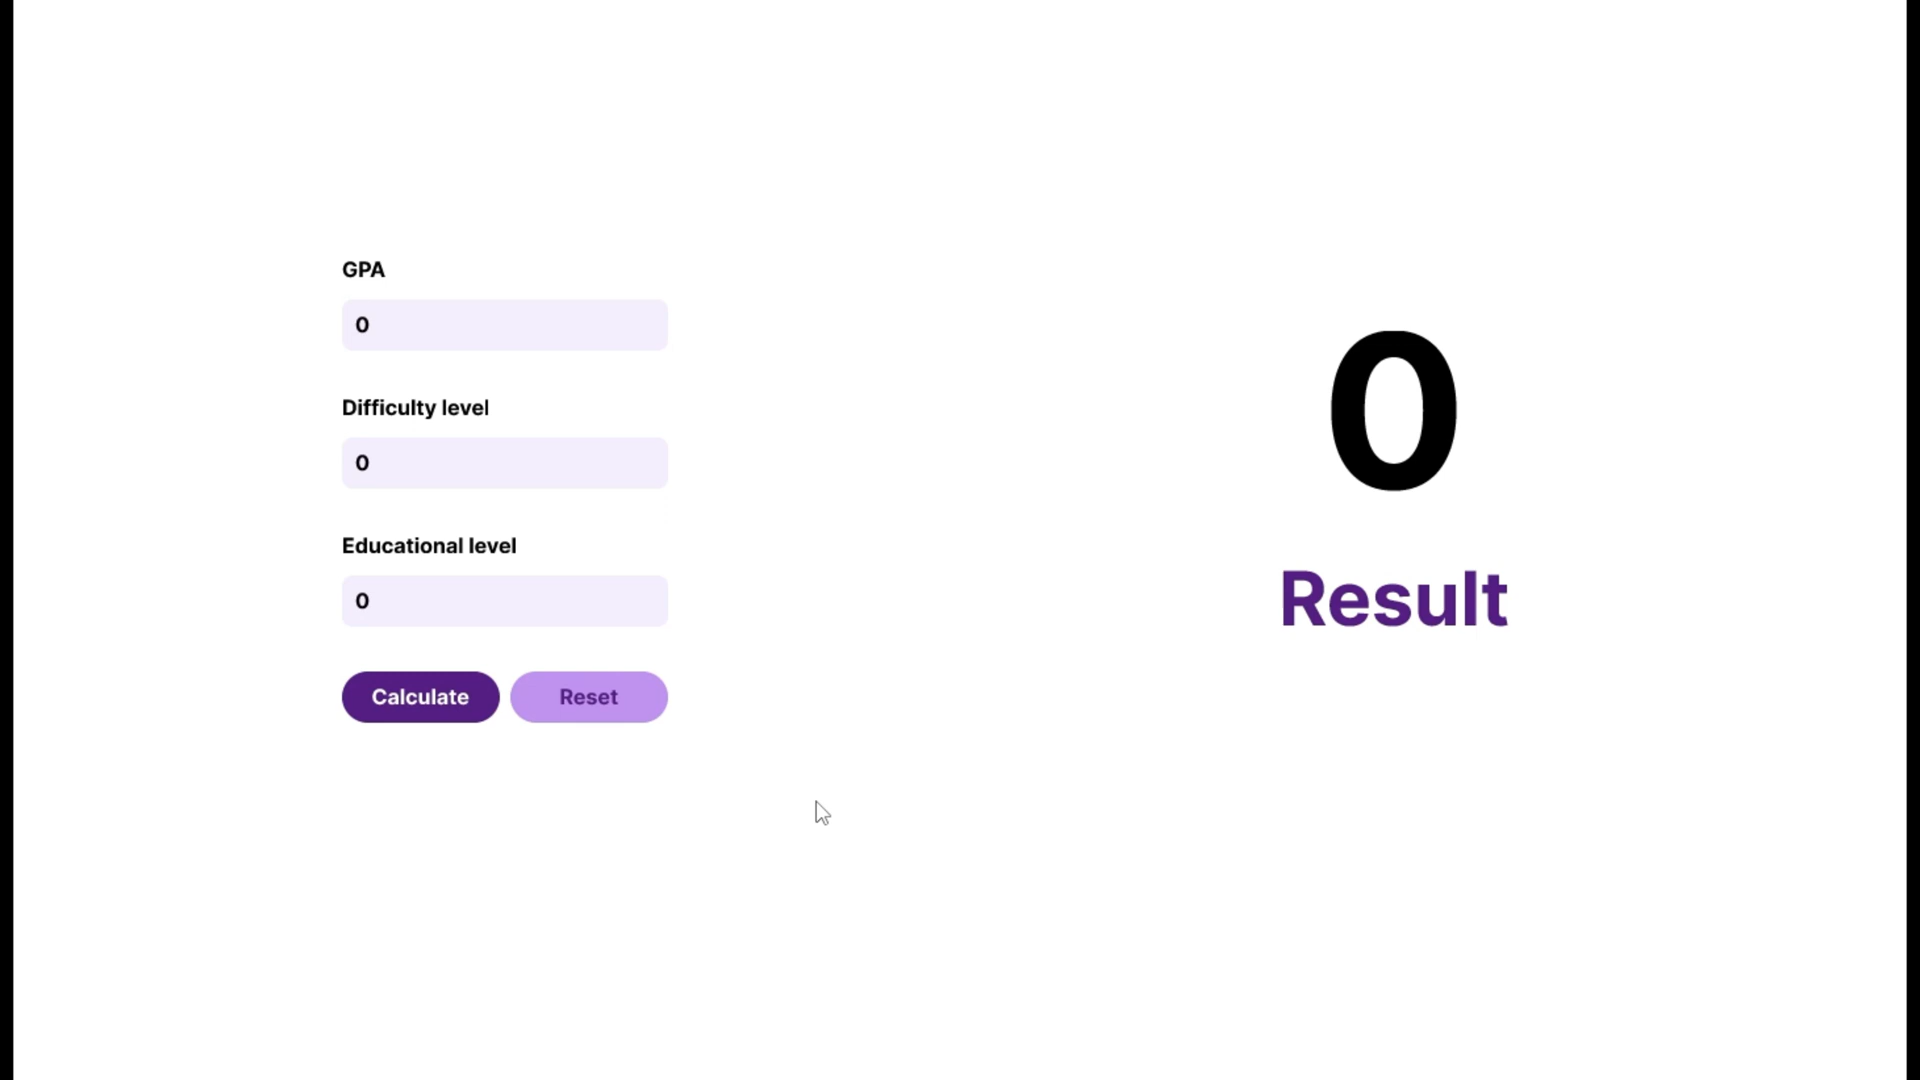 GPA
0
Difficulty level
0
Educational level
0
Calculate Reset
0
Result